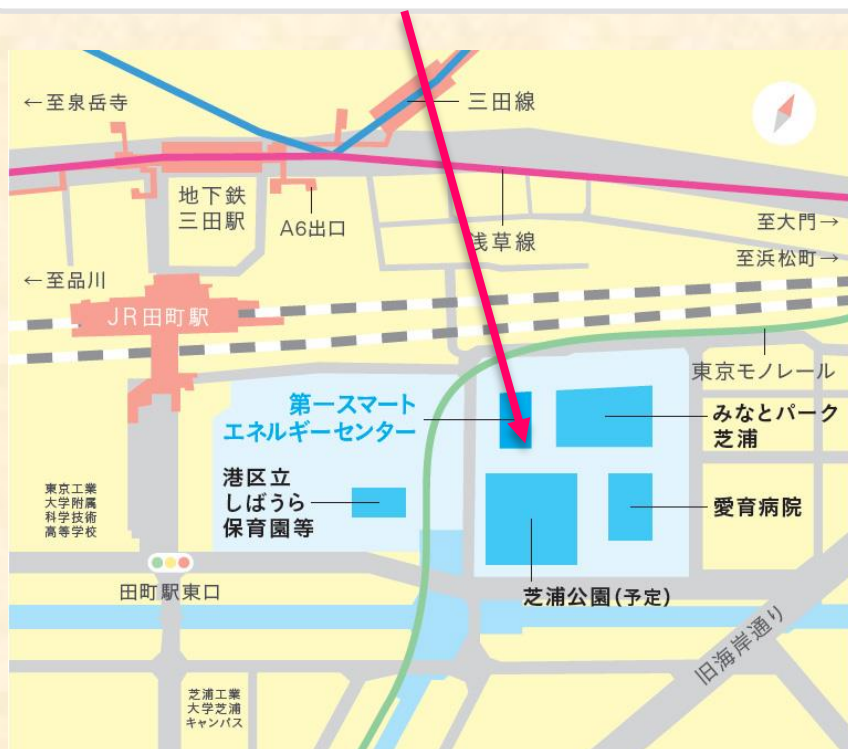 ←至泉岳寺
三田線
地下鉄
三田駅
A6出口
浅草線
至大門→
至浜松町→
←至品川
JR田町駅
東京モノレール
第一スマート
エネルギーセンター
みなとパーク
芝浦
港区立
しばうら
保育園等
東京工業
大学附属
科学技術
高等学校
愛育病院
田町駅東口
芝浦公園(予定)
旧海岸通り
芝浦工業
大学芝浦
キャンパス